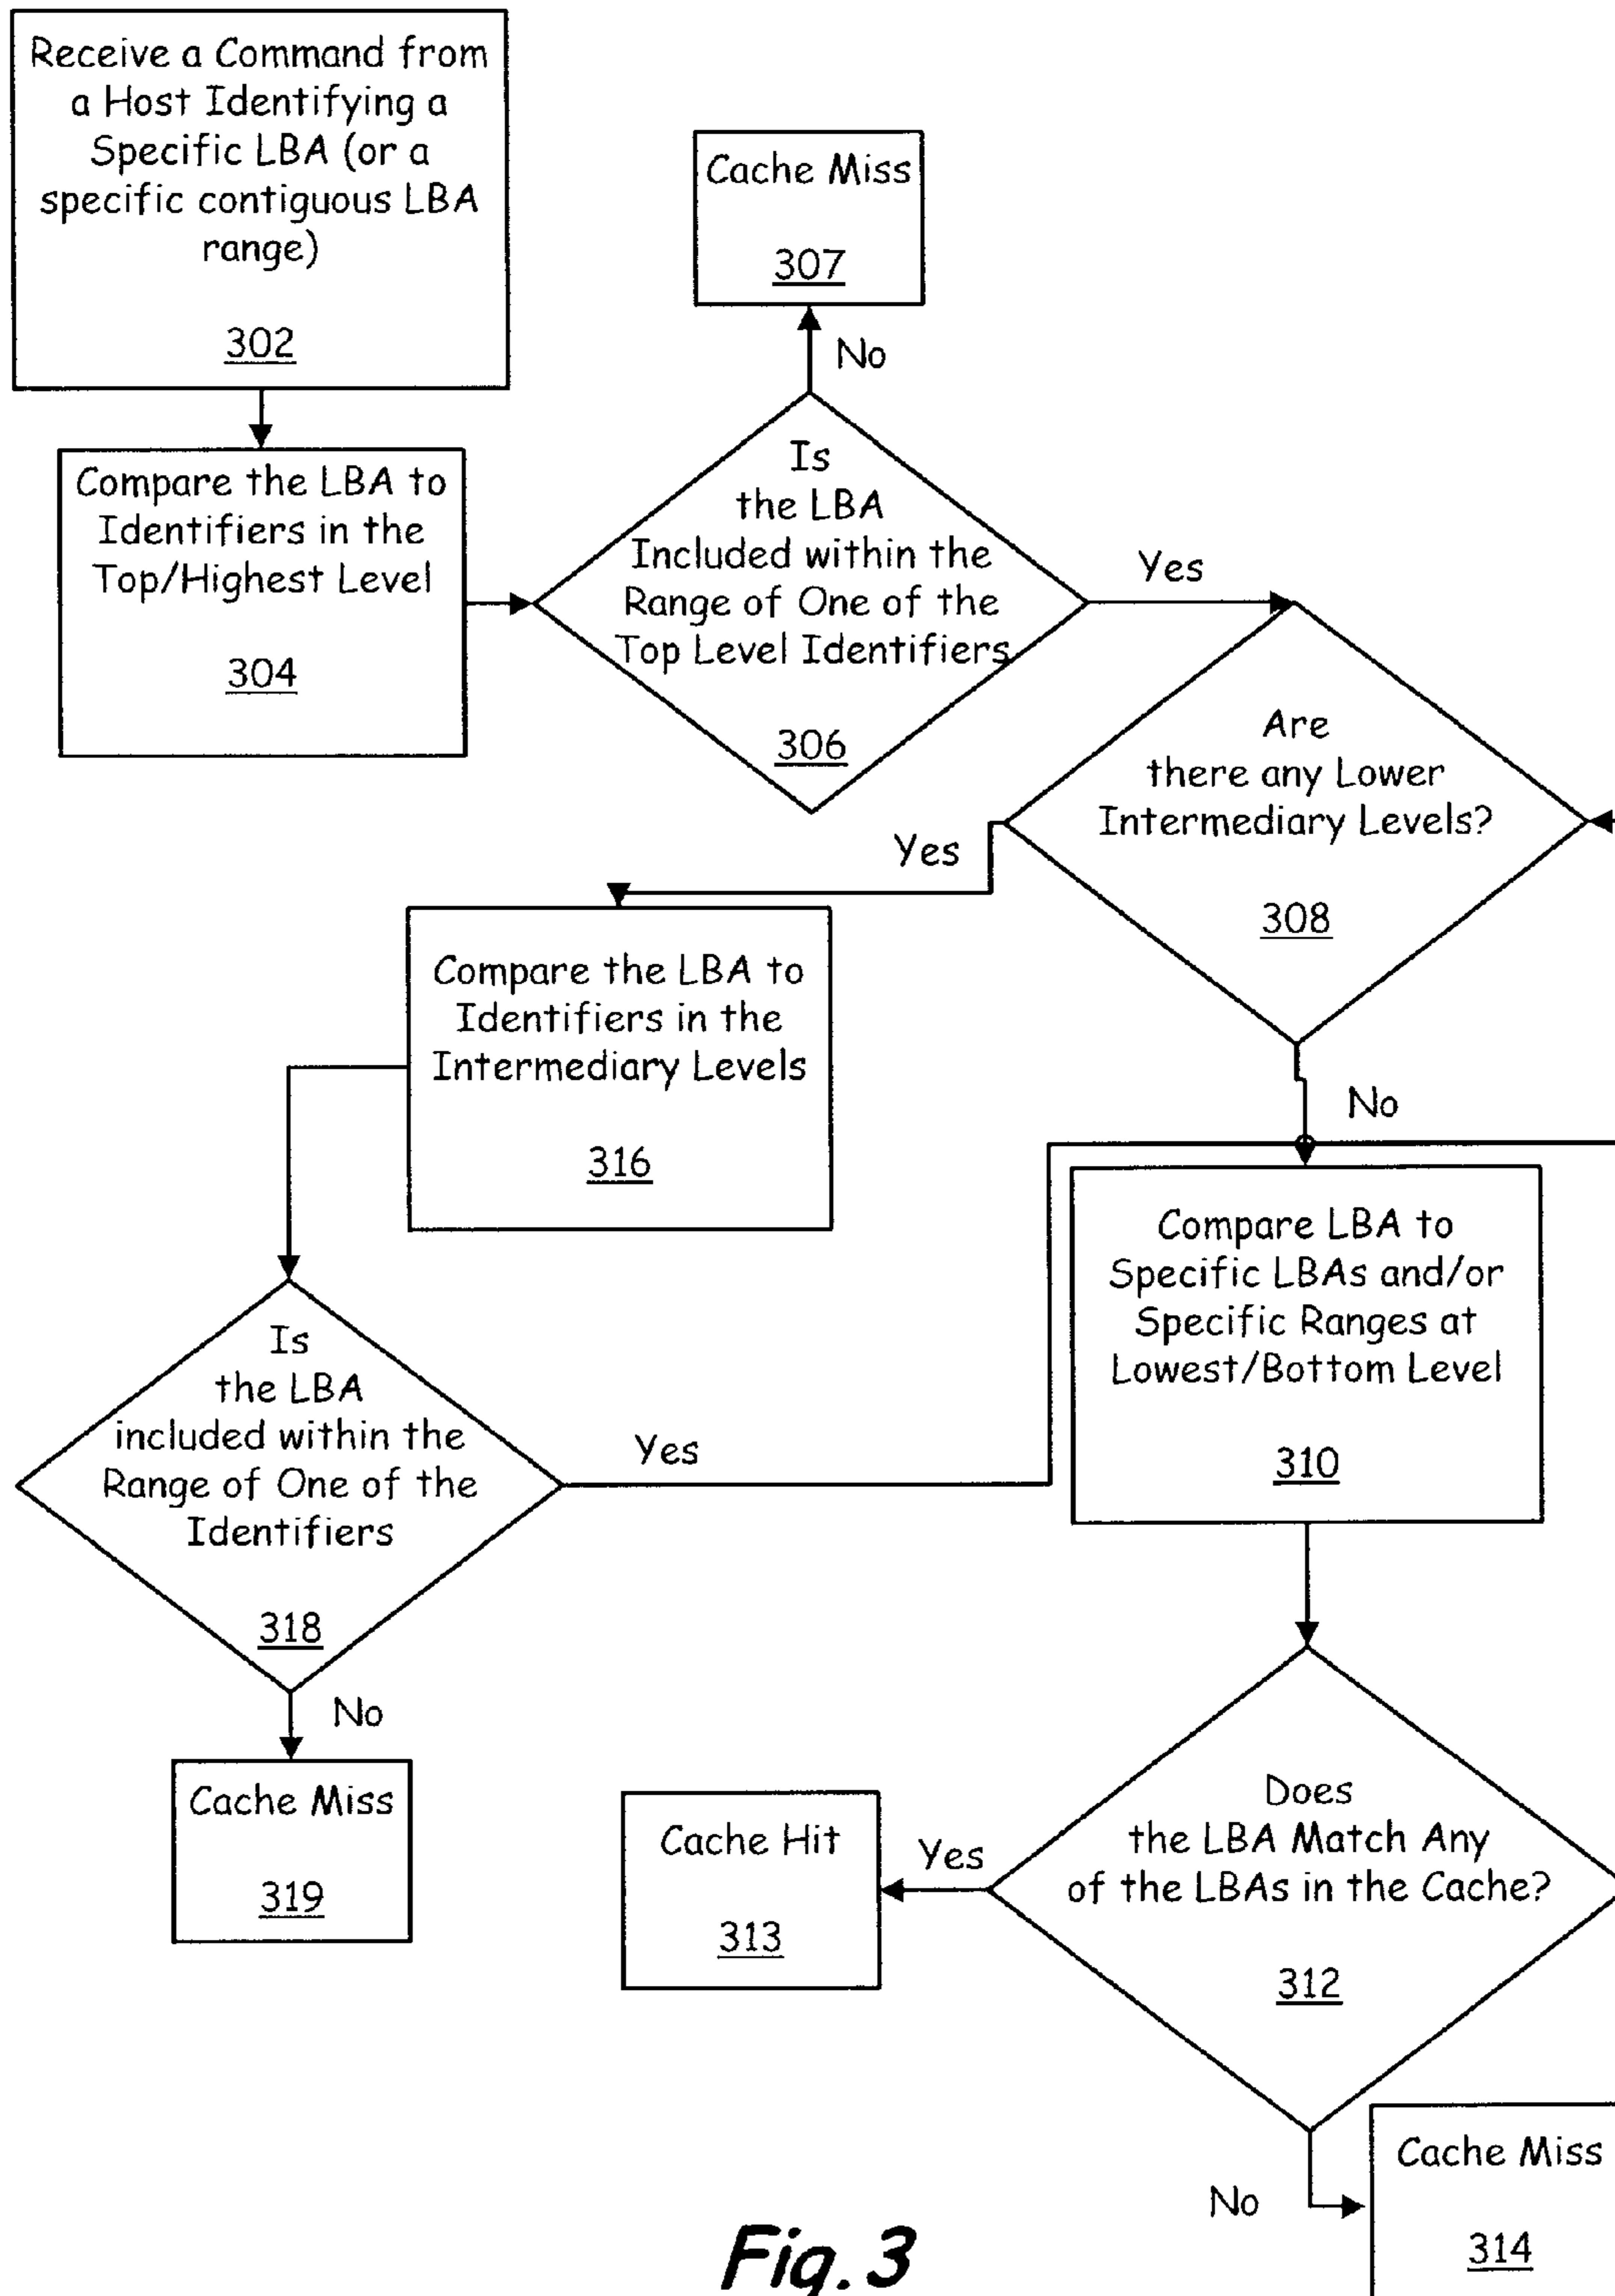 Receive a Command from
a Host Identifying a
Specific LBA (or a
specific contiguous LBA
range)
302
Cache Miss
307
No
Compare the LBA to
Identifiers in the
Top/Highest Level
304
Is
the LBA
Included within the
Range of One of the
Top Level Identifiers
306
Yes
Are
there any Lower
Intermediary Levels?
308
Yes
Compare the LBA to
Identifiers in the
Intermediary Levels
316
No
Compare LBA to
Specific LBAs and/or
Specific Ranges at
Lowest/Bottom Level
310
Is
the LBA
included within the
Range of One of the
Identifiers
318
Yes
No
Cache Miss
319
Cache Hit
313
Yes
Does
the LBA Match Any
of the LBAs in the Cache?
312
No
Cache Miss
314
Fig. 3